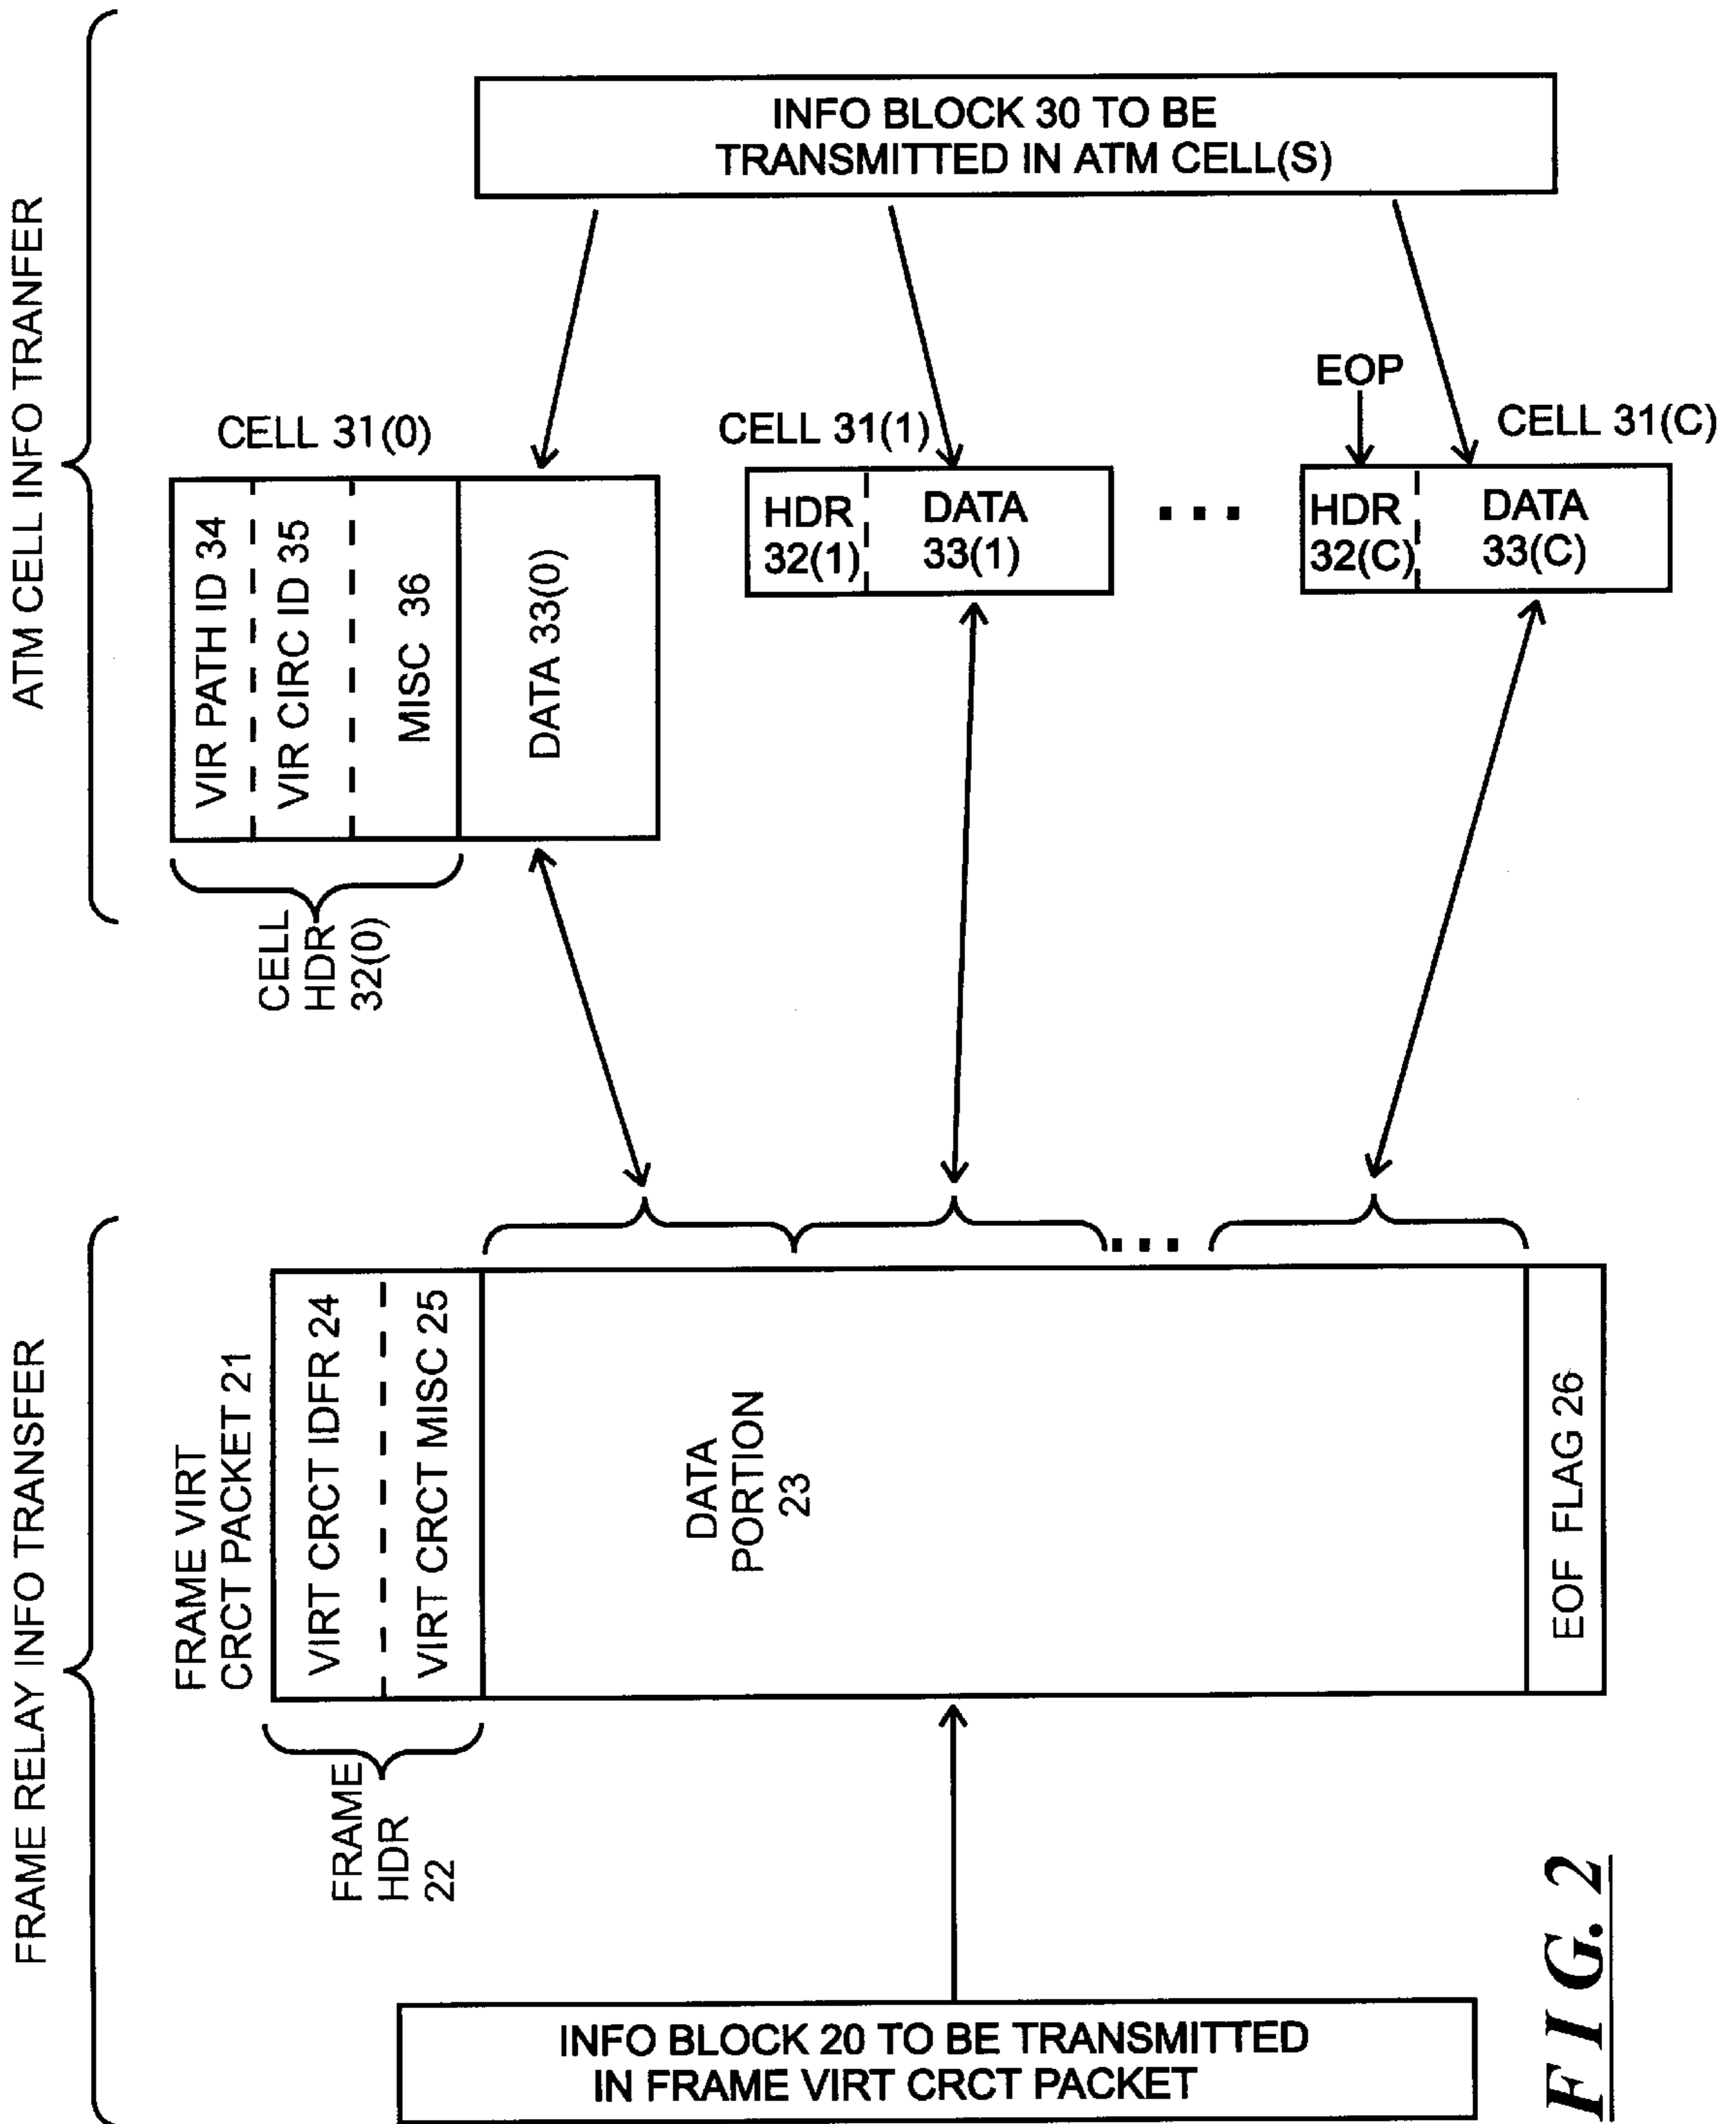 FRAME RELAY INFO TRANSFER
INFO BLOCK 20 TO BE TRANSMITTED
IN FRAME VIRT CRCT PACKET
FRAME
HDR
22
FRAME VIRT
CRCT PACKET 21
VIRT CRCT IDFR 24
VIRT CRCT MISC 25
DATA
PORTION
23
EOF FLAG 26
...
ATM CELL INFO TRANFER
CELL
HDR
32(0)
CELL 31(0)
VIR PATH ID 34
VIR CIRC ID 35
MISC 36
DATA 33(0)
CELL 31(1)
HDR
32(1)
DATA
33(1)
...
EOP
CELL 31(C)
HDR
32(C)
DATA
33(C)
INFO BLOCK 30 TO BE
TRANSMITTED IN ATM CELL(S)
FIG. 2